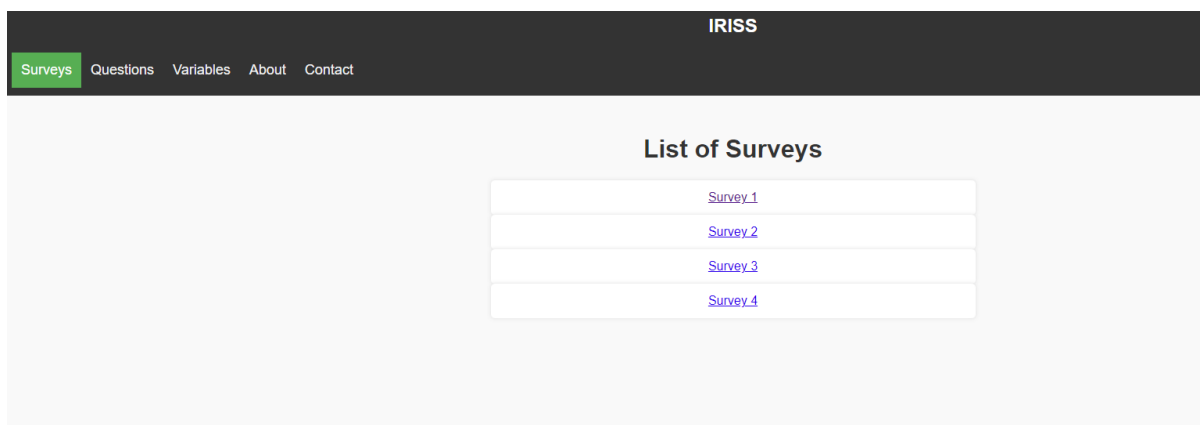 IRISS
Surveys Questions Variables About Contact
List of Surveys
Survey 1
Survey 2
Survey 3
Survey 4